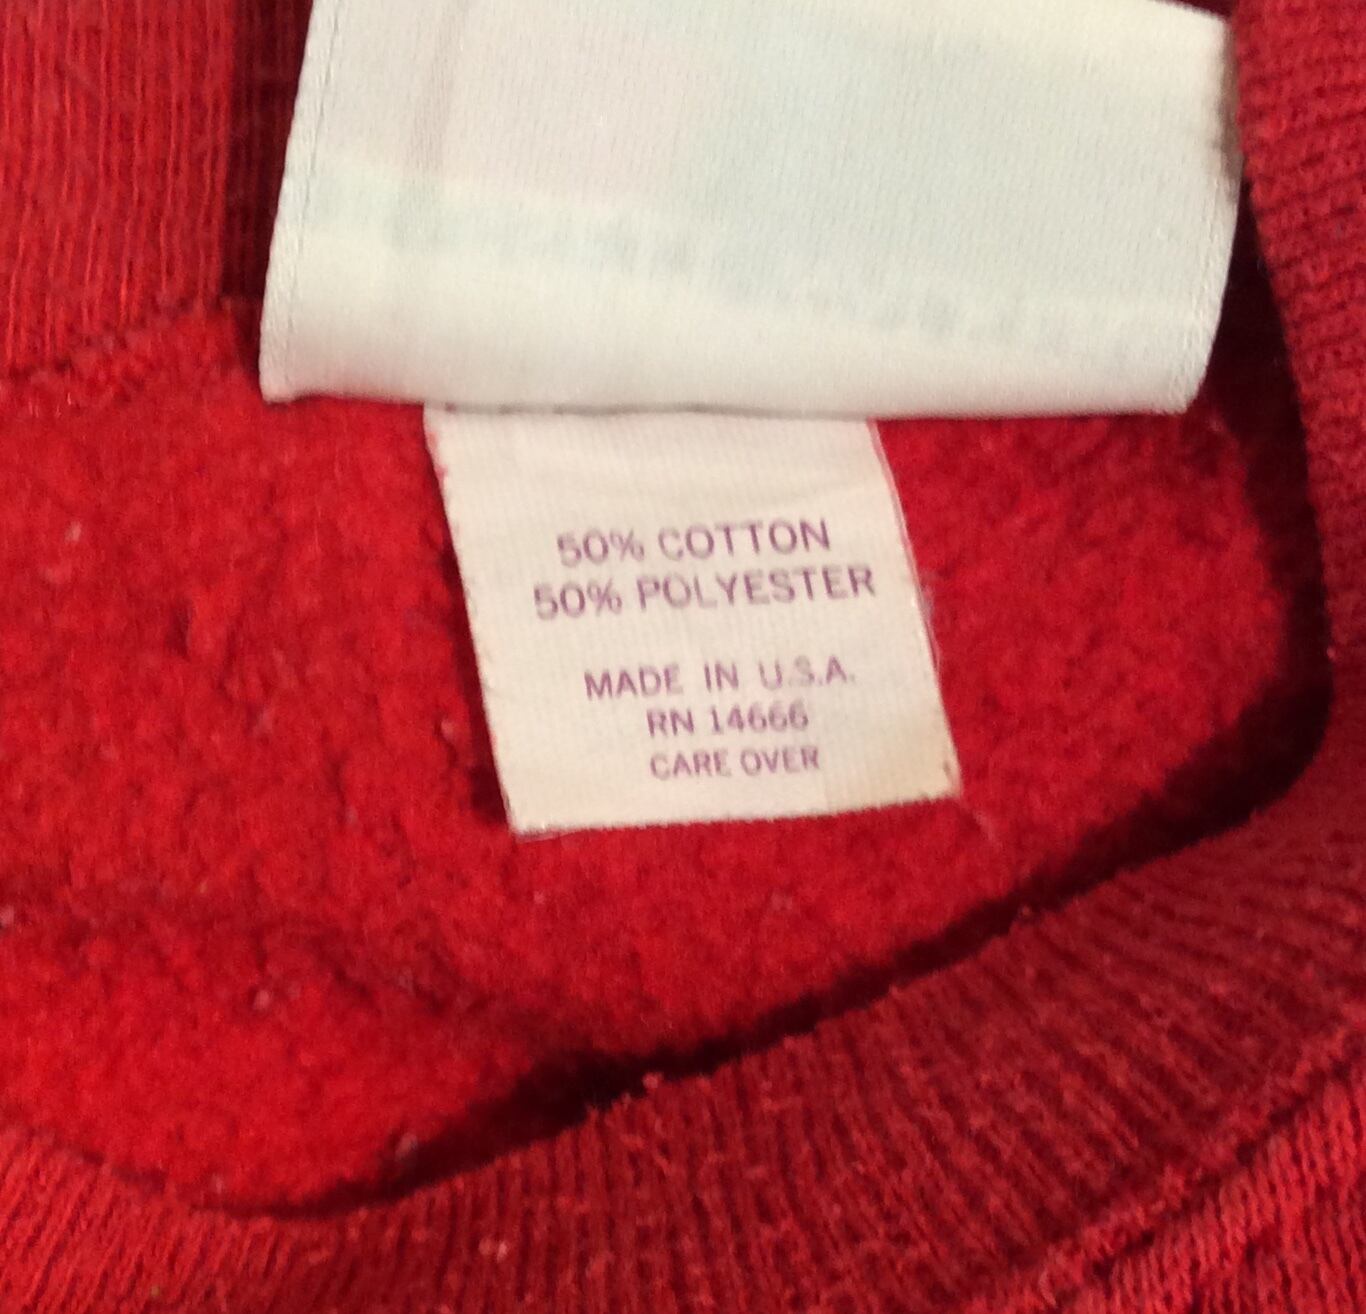 50% COTTON
50% POLYESTER
MADE IN U.S.A.
RN 14666
CARE OVER